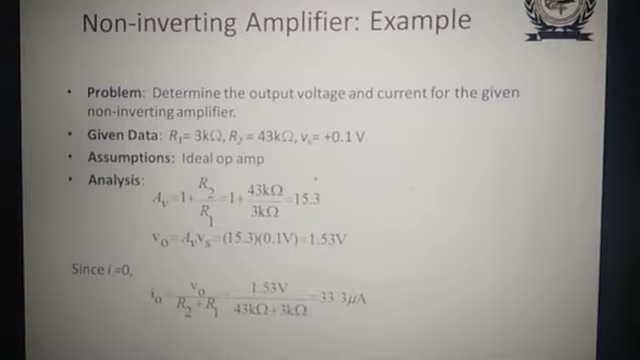 Non-inverting Amplifier: Example
• Problem: Determine the output voltage and current for the given
non-inverting amplifier.
• Given Data: R₁= 3kΩ, R₂ = 43kΩ, vₛ= +0.1 V
• Assumptions: Ideal op amp
• Analysis:
Aᵥ=1+R₂/R₁=1+43kΩ/3kΩ=15.3
vₒ=Aᵥvₛ=(15.3)(0.1V)=1.53V
Since i=0,
iₒ=vₒ/(R₂+R₁)=1.53V/(43kΩ+3kΩ)=33.3μA